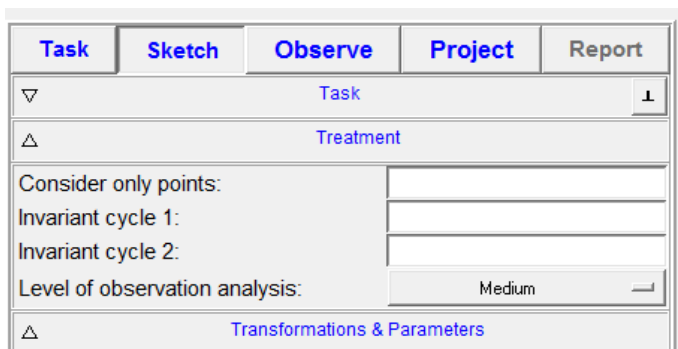 Task Sketch Observe Project Report
Task
Treatment
Consider only points:
Invariant cycle 1:
Invariant cycle 2:
Level of observation analysis: Medium
Transformations & Parameters